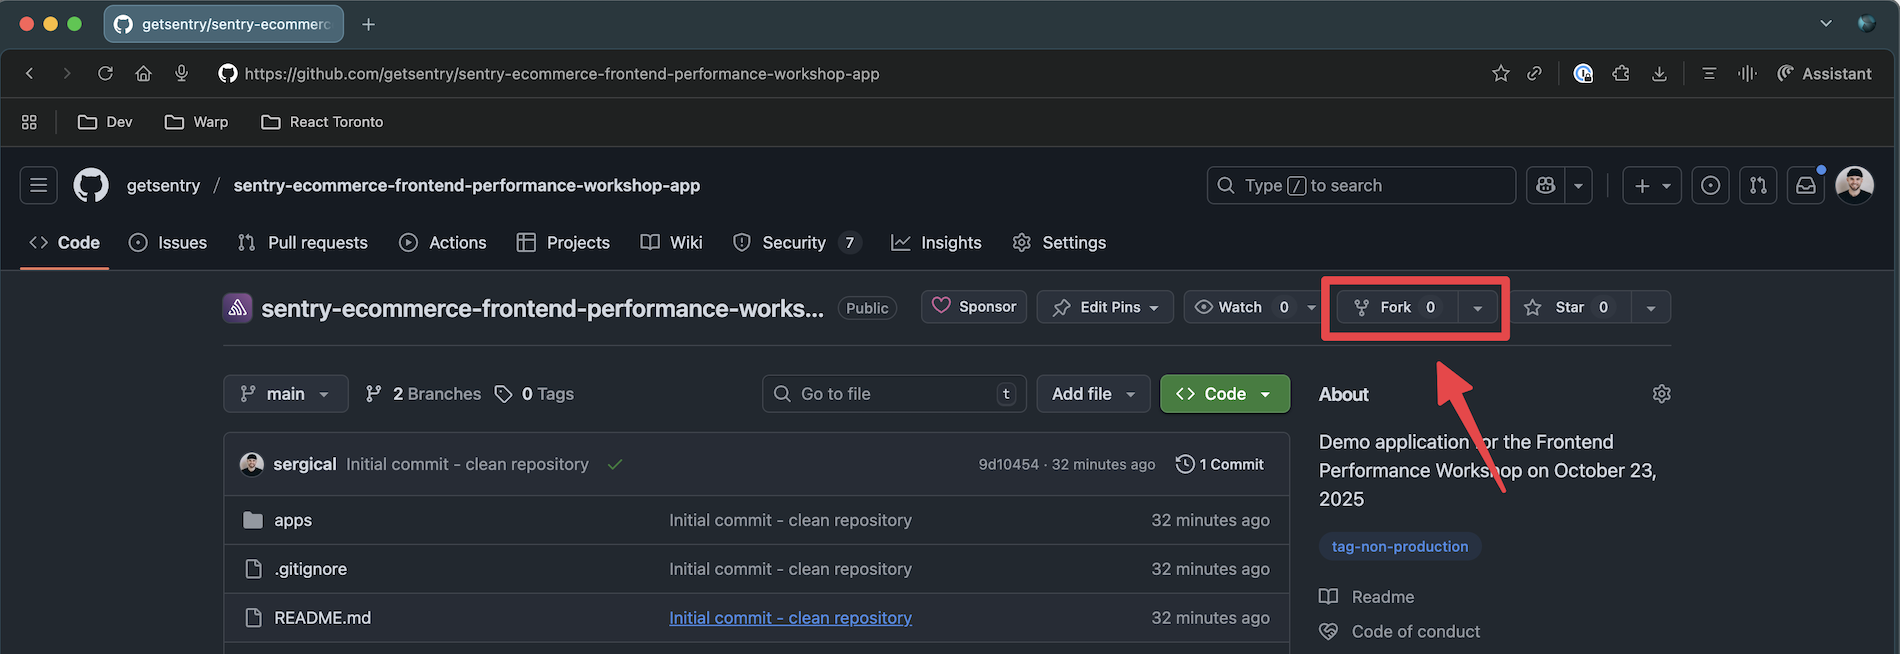 getsentry/sentry-ecommerc
https://github.com/getsentry/sentry-ecommerce-frontend-performance-workshop-app
Assistant
Dev Warp React Toronto
getsentry / sentry-ecommerce-frontend-performance-workshop-app
Type / to search
Code Issues Pull requests Actions Projects Wiki Security 7 Insights Settings
sentry-ecommerce-frontend-performance-works... Public Sponsor Edit Pins Watch 0 Fork 0 Star 0
main 2 Branches 0 Tags Go to file t Add file Code
About
Demo application for the Frontend
Performance Workshop on October 23,
2025
tag-non-production
Readme
Code of conduct
sergical Initial commit - clean repository 9d10454 · 32 minutes ago 1 Commit
apps Initial commit - clean repository 32 minutes ago
.gitignore Initial commit - clean repository 32 minutes ago
README.md Initial commit - clean repository 32 minutes ago